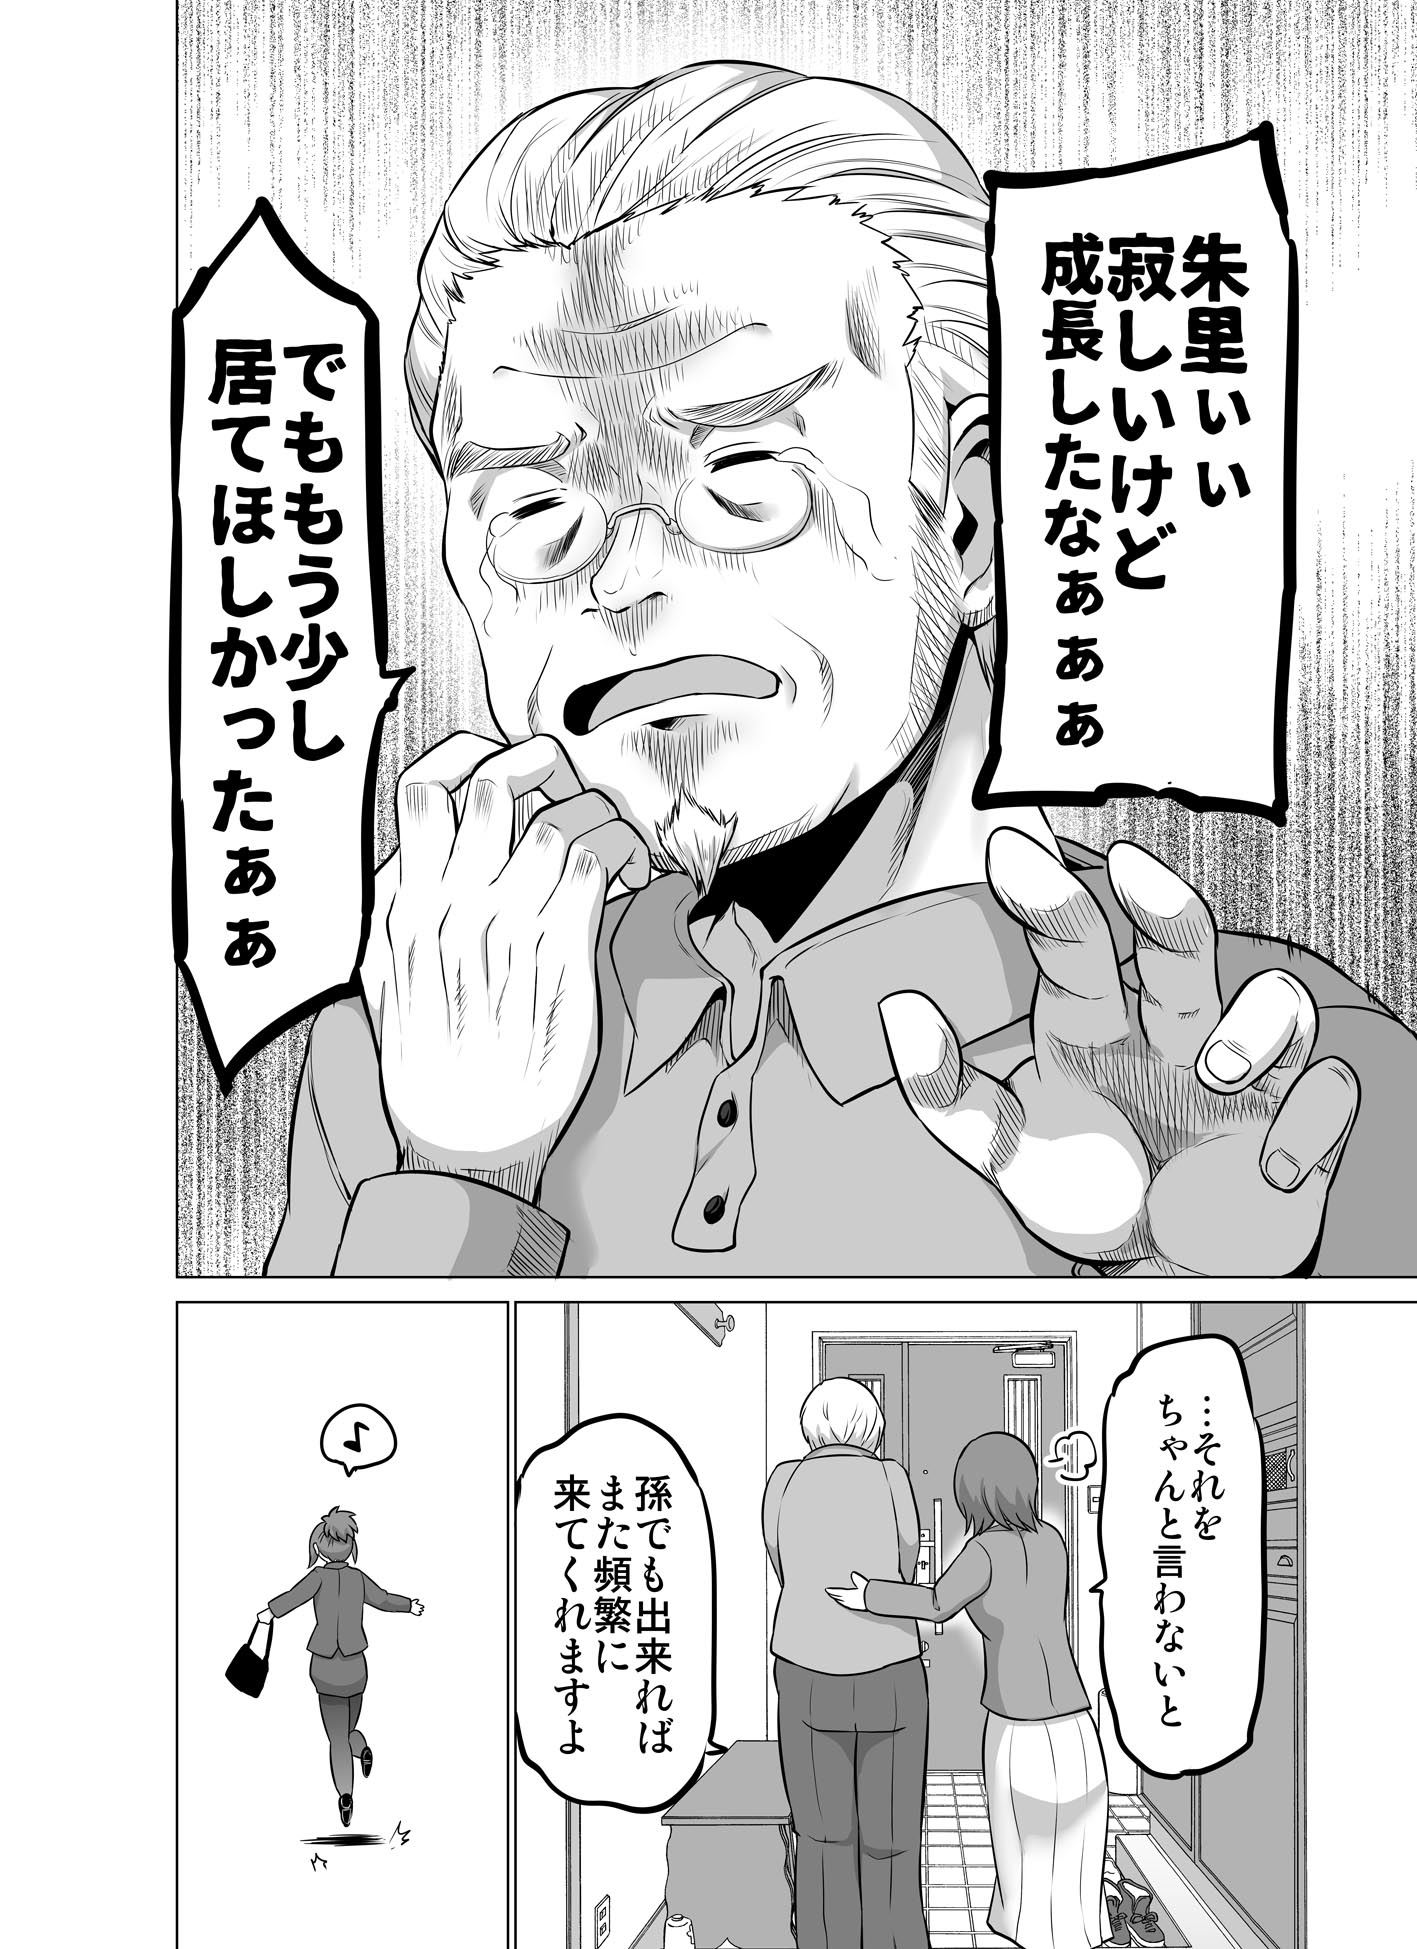 朱里ぃぃ
寂しいけど
成長したなぁぁぁ
でももう少し
居てほしかったぁぁ
…それを
ちゃんと言わないと
孫でも出来れば
また頻繁に
来てくれますよ
♪